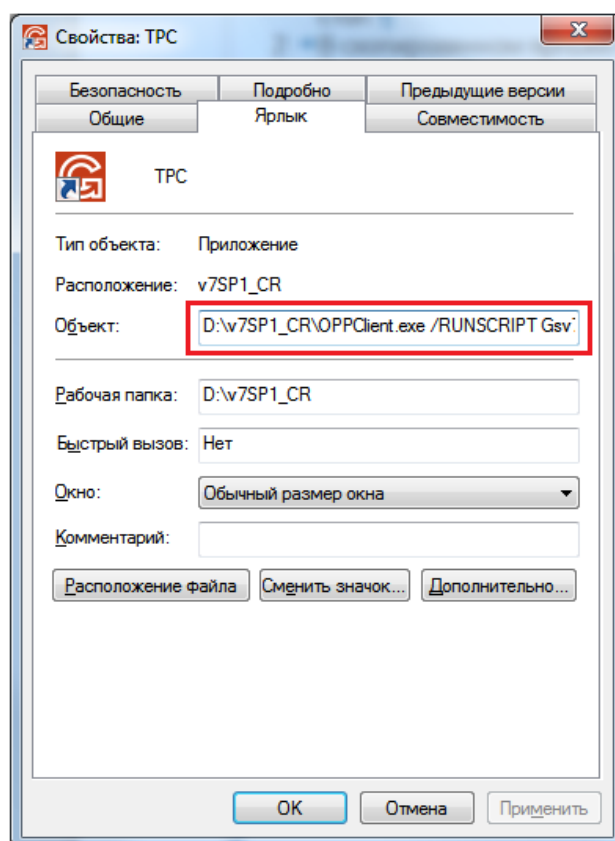 Свойства: ТРС
Безопасность Подробно Предыдущие версии
Общие Ярлык Совместимость
ТРС
Тип объекта: Приложение
Расположение: v7SP1_CR
Объект: D:\v7SP1_CR\OPPClient.exe /RUNSCRIPT Gsv
Рабочая папка: D:\v7SP1_CR
Быстрый вызов: Нет
Окно: Обычный размер окна
Комментарий:
Расположение файла Сменить значок... Дополнительно...
OK Отмена Применить